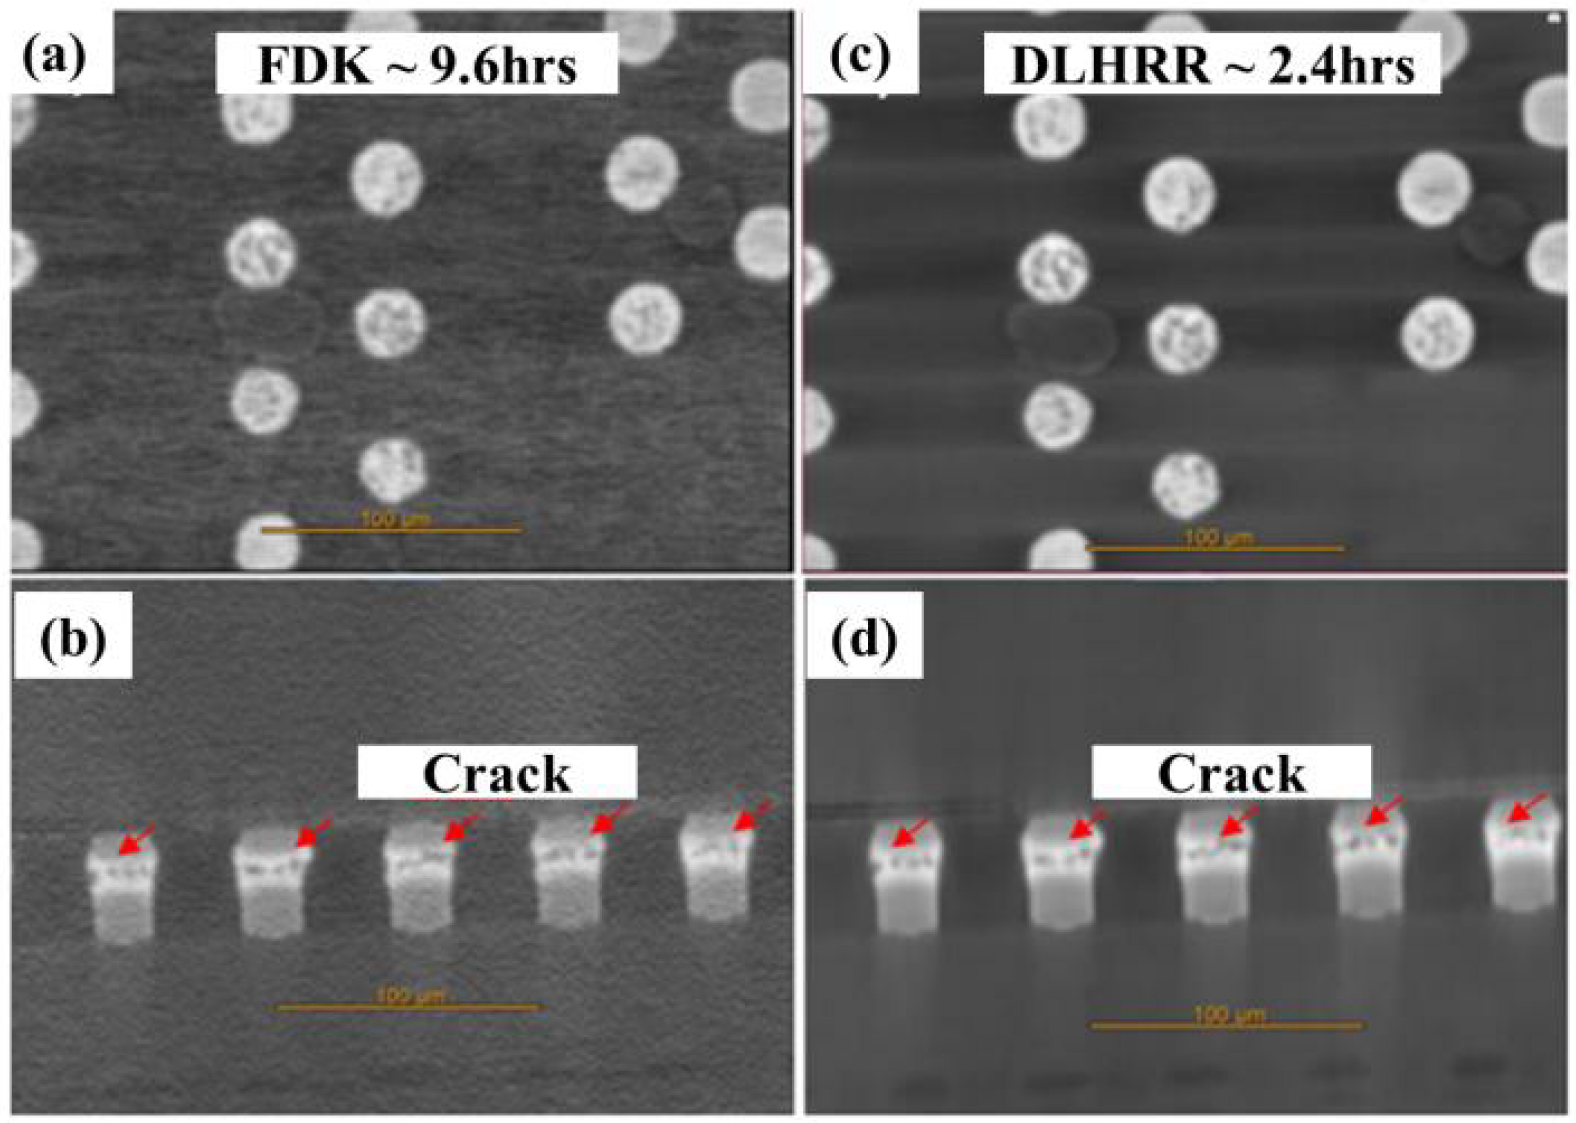 (a)
FDK ~ 9.6hrs
100 µm
(c)
DLHRR ~ 2.4hrs
100 µm
(b)
Crack
100 µm
(d)
Crack
100 µm